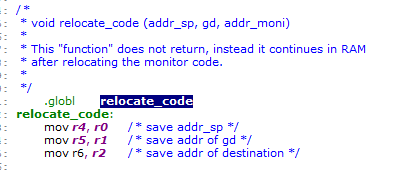 /*
* void relocate_code (addr_sp, gd, addr_moni)
*
* This "function" does not return, instead it continues in RAM
* after relocating the monitor code.
*
*/
.globl relocate_code
relocate_code:
mov r4, r0 /* save addr_sp */
mov r5, r1 /* save addr of gd */
mov r6, r2 /* save addr of destination */